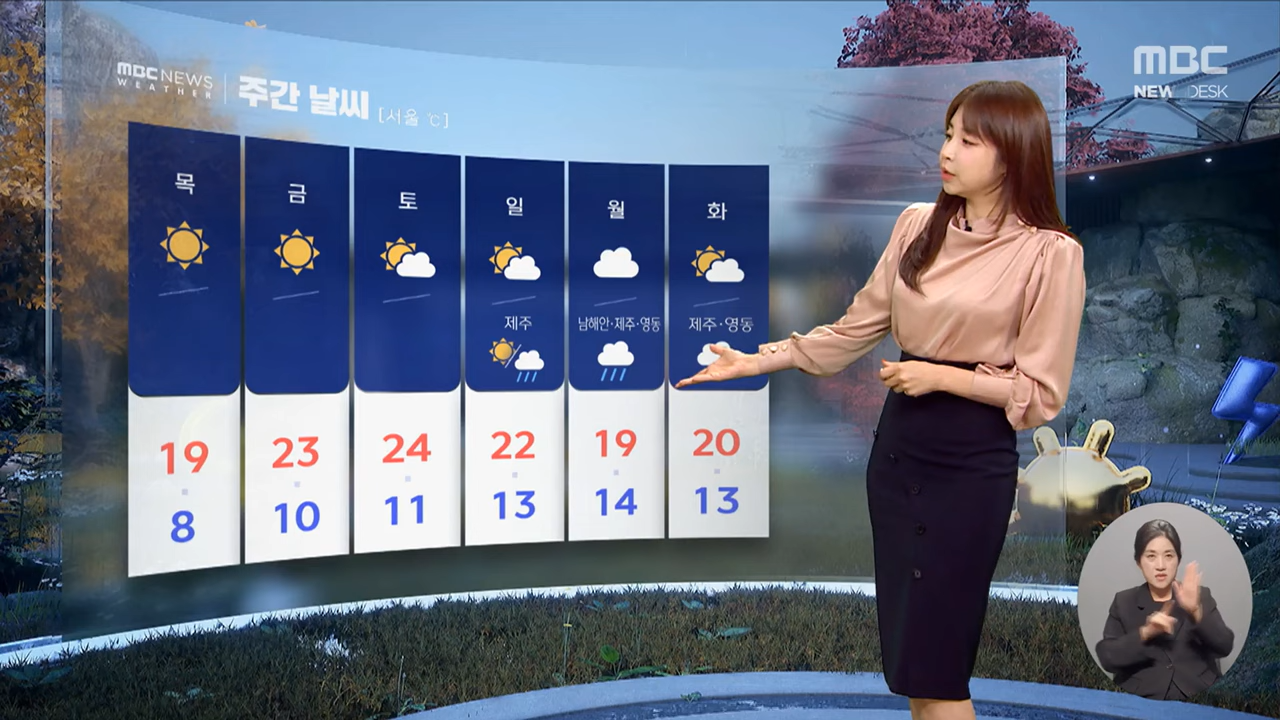 MBC NEWS
WEATHER
주간 날씨 [서울 ℃]
MBC
NEW DESK
목 금 토 일 월 화
제주 남해안·제주·영동 제주·영동
19 23 24 22 19 20
8 10 11 13 14 13